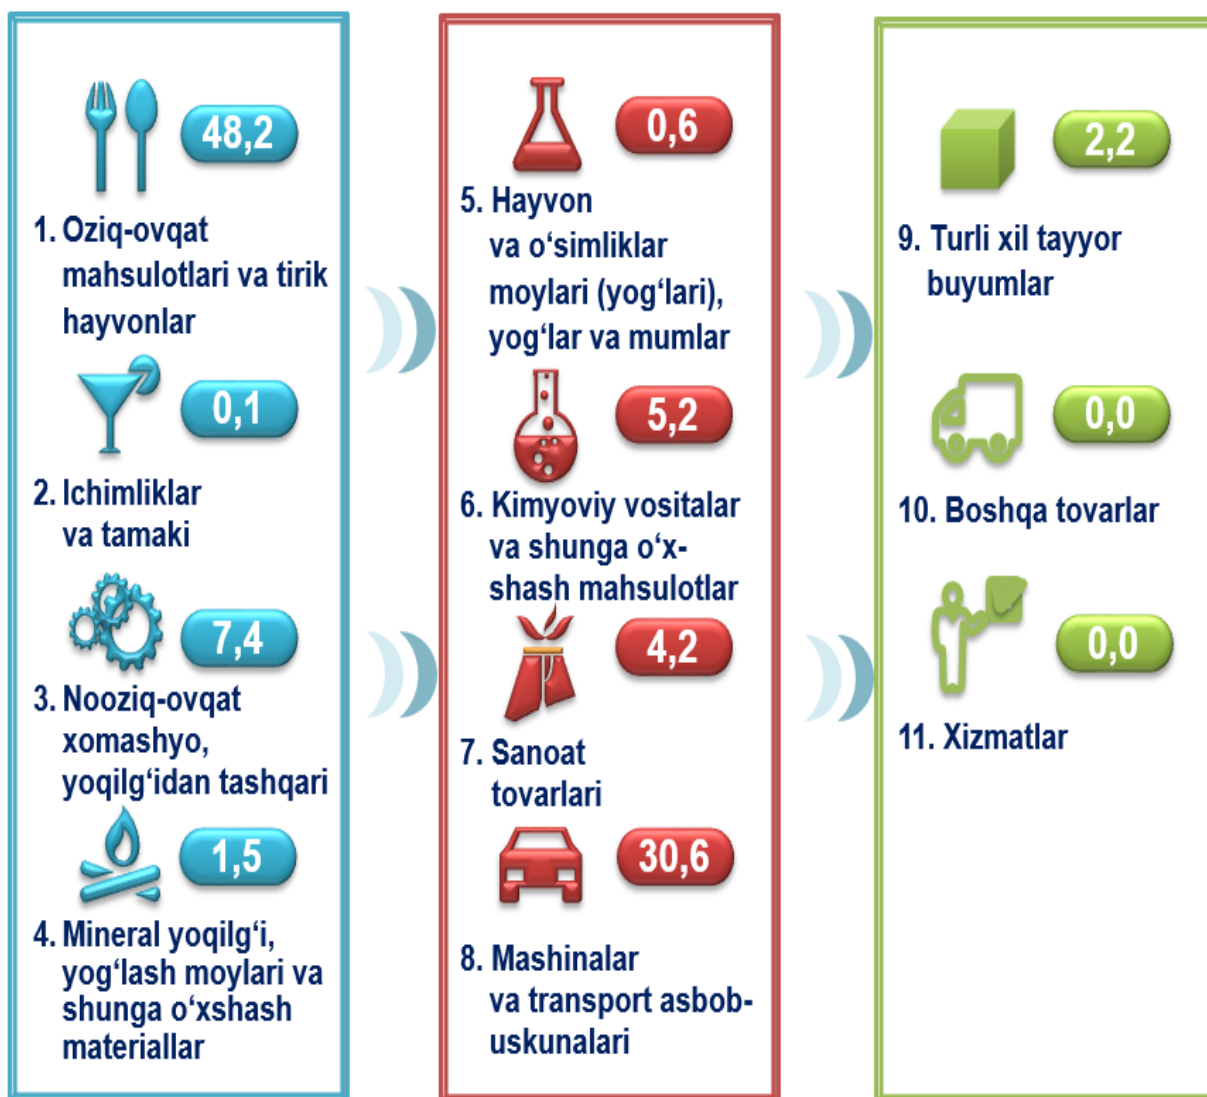 48,2
1. Oziq-ovqat
mahsulotlari va tirik
hayvonlar
0,1
2. Ichimliklar
va tamaki
7,4
3. Nooziq-ovqat
xomashyo,
yoqilg‘idan tashqari
1,5
4. Mineral yoqilg‘i,
yog‘lash moylari va
shunga o‘xshash
materiallar
0,6
5. Hayvon
va o‘simliklar
moylari (yog‘lari),
yog‘lar va mumlar
5,2
6. Kimyoviy vositalar
va shunga o‘x-
shash mahsulotlar
4,2
7. Sanoat
tovarlari
30,6
8. Mashinalar
va transport asbob-
uskunalari
2,2
9. Turli xil tayyor
buyumlar
0,0
10. Boshqa tovarlar
0,0
11. Xizmatlar